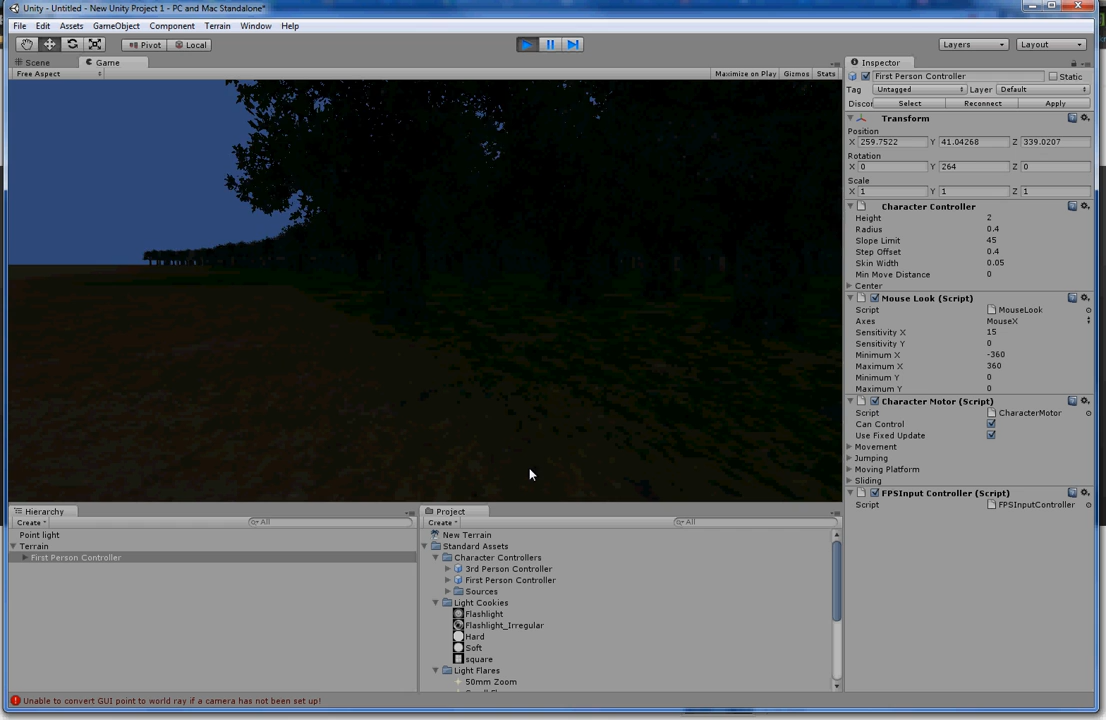 Unity - Untitled - New Unity Project 1 - PC and Mac Standalone*
File Edit Assets GameObject Component Terrain Window Help
Pivot Local Layers Layout
Scene Game
Free Aspect Maximize on Play Gizmos Stats
Inspector
First Person Controller Static
Tag Untagged Layer Default
Discor Select Reconnect Apply
Transform
Position
X 259.7522 Y 41.04268 Z 339.0207
Rotation
X 0 Y 264 Z 0
Scale
X 1 Y 1 Z 1
Character Controller
Height 2
Radius 0.4
Slope Limit 45
Step Offset 0.4
Skin Width 0.05
Min Move Distance 0
Center
Mouse Look (Script)
Script MouseLook
Axes MouseX
Sensitivity X 15
Sensitivity Y 0
Minimum X -360
Maximum X 360
Minimum Y 0
Maximum Y 0
Character Motor (Script)
Script CharacterMotor
Can Control
Use Fixed Update
Movement
Jumping
Moving Platform
Sliding
FPSInput Controller (Script)
Script FPSInputController
Hierarchy
Create All
Point light
Terrain
First Person Controller
Project
Create All
New Terrain
Standard Assets
Character Controllers
3rd Person Controller
First Person Controller
Sources
Light Cookies
Flashlight
Flashlight_Irregular
Hard
Soft
square
Light Flares
50mm Zoom
Unable to convert GUI point to world ray if a camera has not been set up!